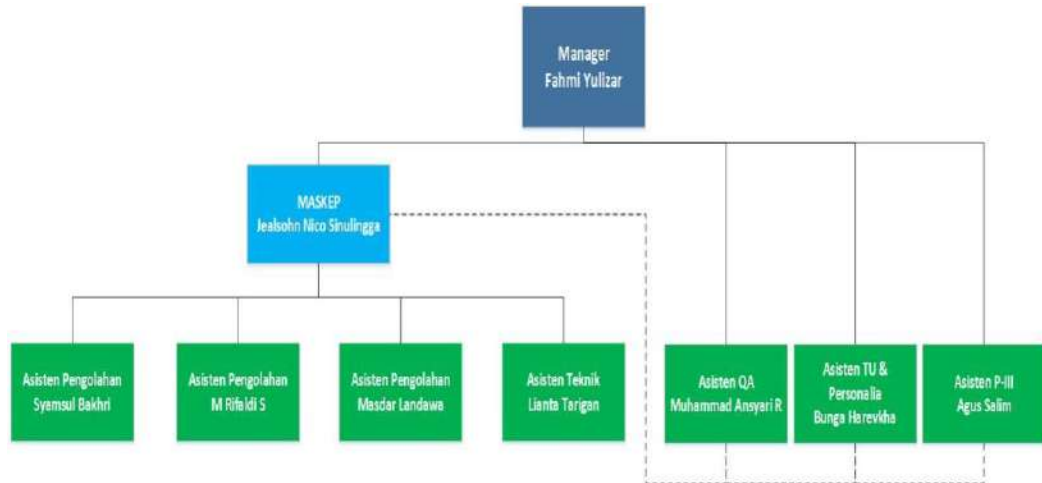 Manager
Fahmi Yulizar
MASKEP
Jealsohn Nico Sinulingga
Asisten Pengolahan
Syamsul Bakhri
Asisten Pengolahan
M Rifaldi S
Asisten Pengolahan
Masdar Landawa
Asisten Teknik
Lianta Tarigan
Asisten QA
Muhammad Ansyari R
Asisten TU &
Personalia
Bunga Harevkha
Asisten P-III
Agus Salim